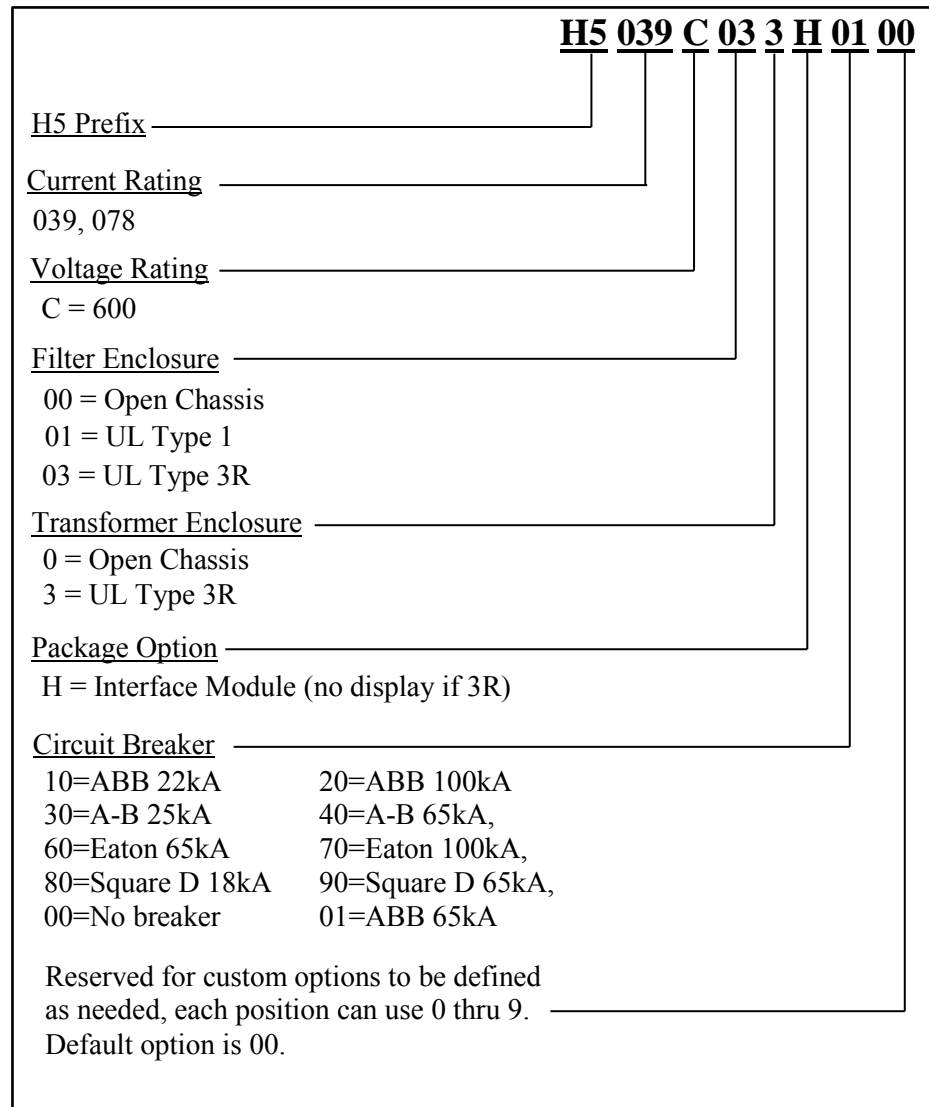 H5 039 C 03 3 H 01 00
H5 Prefix
Current Rating
039, 078
Voltage Rating
C = 600
Filter Enclosure
00 = Open Chassis
01 = UL Type 1
03 = UL Type 3R
Transformer Enclosure
0 = Open Chassis
3 = UL Type 3R
Package Option
H = Interface Module (no display if 3R)
Circuit Breaker
10=ABB 22kA 20=ABB 100kA
30=A-B 25kA 40=A-B 65kA,
60=Eaton 65kA 70=Eaton 100kA,
80=Square D 18kA 90=Square D 65kA,
00=No breaker 01=ABB 65kA
Reserved for custom options to be defined
as needed, each position can use 0 thru 9.
Default option is 00.